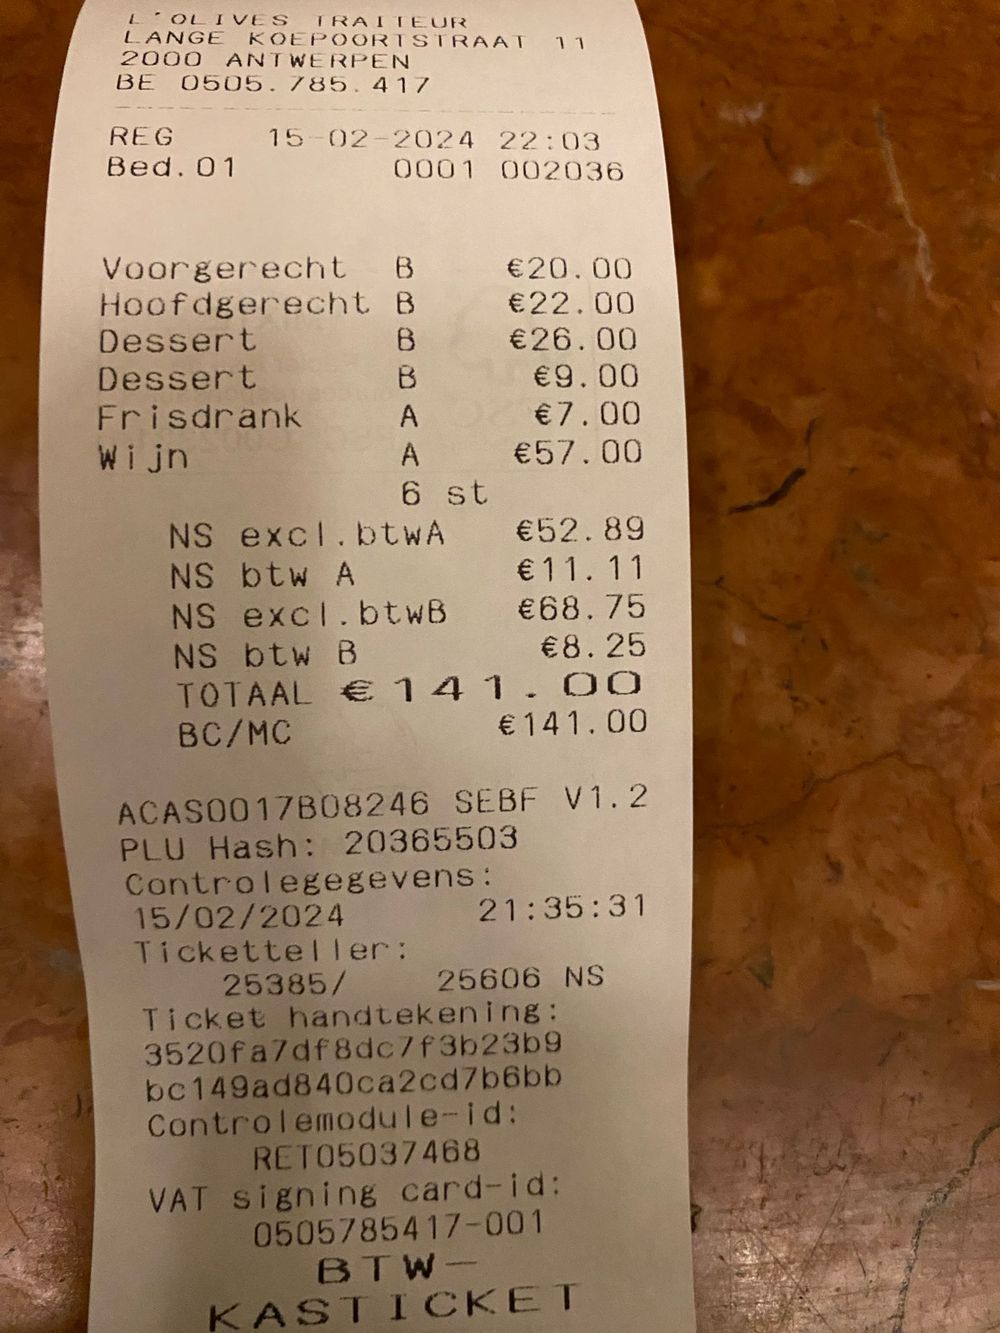 L'OLIVES TRAITEUR
LANGE KOEPOORTSTRAAT 11
2000 ANTWERPEN
BE 0505.785.417
REG 15-02-2024 22:03
Bed.01 0001 002036
Voorgerecht B €20.00
Hoofdgerecht B €22.00
Dessert B €26.00
Dessert B €9.00
Frisdrank A €7.00
Wijn A €57.00
6 st
NS excl.btwA €52.89
NS btw A €11.11
NS excl.btwB €68.75
NS btw B €8.25
TOTAAL €141.00
BC/MC €141.00
ACAS0017B08246 SEBF V1.2
PLU Hash: 20365503
Controlegegevens:
15/02/2024 21:35:31
Ticketteller:
25385/ 25606 NS
Ticket handtekening:
3520fa7df8dc7f3b23b9
bc149ad840ca2cd7b6bb
Controlemodule-id:
RET05037468
VAT signing card-id:
0505785417-001
BTW-
KASTICKET